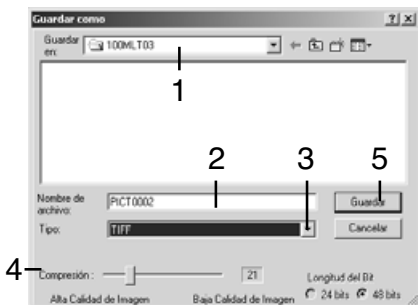 Guardar como
Guardar en: 100MLT03
1
2 3 5
Nombre de archivo: PICT0002 Guardar
Tipo: TIFF Cancelar
4
Compresión : 21 Longitud del Bit
Alta Calidad de Imagen Baja Calidad de Imagen 24 bits 48 bits